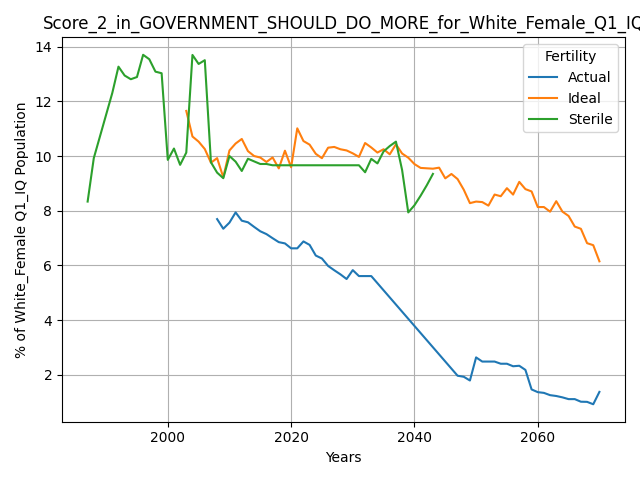 Score_2_in_GOVERNMENT_SHOULD_DO_MORE_for_White_Female_Q1_IQ
Fertility
Actual
Ideal
Sterile
% of White_Female Q1_IQ Population
14
12
10
8
6
4
2
2000 2020 2040 2060
Years